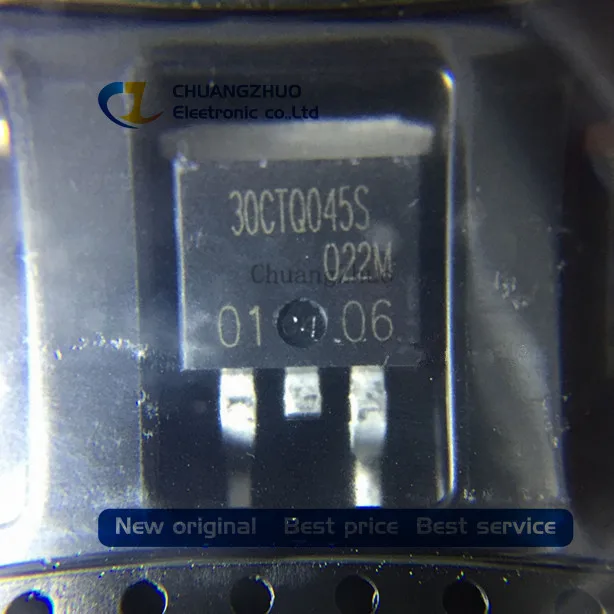 CHUANGZHUO
Electronic co.Ltd
30CTQ045S
022M
Chuangzhuo
01 06
New original Best price Best service